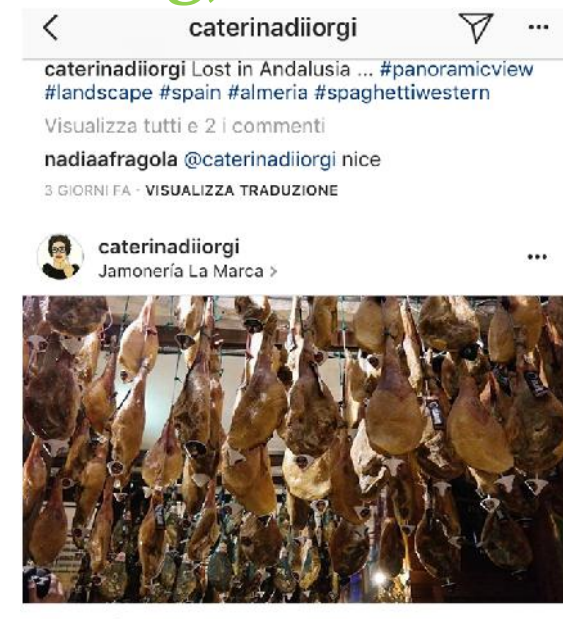 caterinadiiorgi
caterinadiiorgi Lost in Andalusia ... #panoramicview
#landscape #spain #almeria #spaghettiwestern
Visualizza tutti e 2 i commenti
nadiaafragola @caterinadiiorgi nice
3 GIORNI FA · VISUALIZZA TRADUZIONE
caterinadiiorgi
Jamonería La Marca >